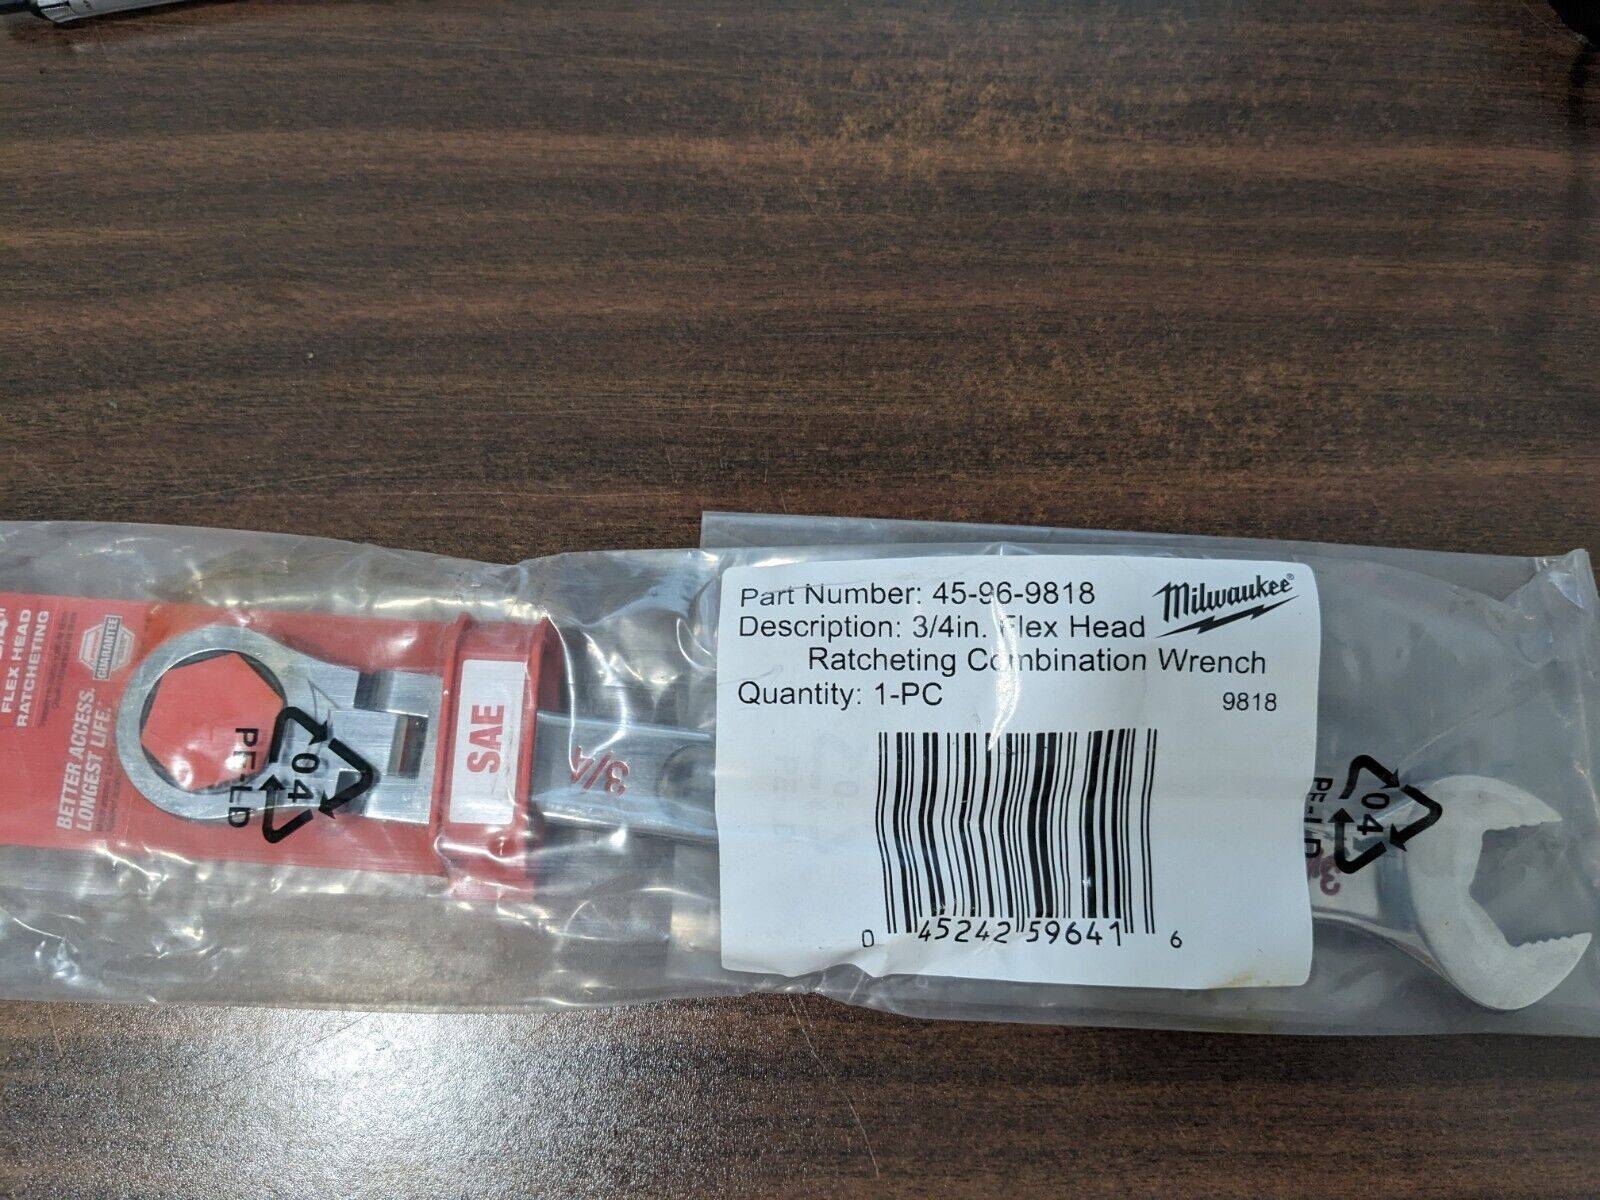 FLEX HEAD
RATCHETING
GUARANTEE
BETTER ACCESS.
LONGEST LIFE.
04
PE-LD
SAE
3/4
Part Number: 45-96-9818
Milwaukee®
Description: 3/4in. Flex Head
Ratcheting Combination Wrench
Quantity: 1-PC
9818
0 45242 59641 6
04
PE-LD